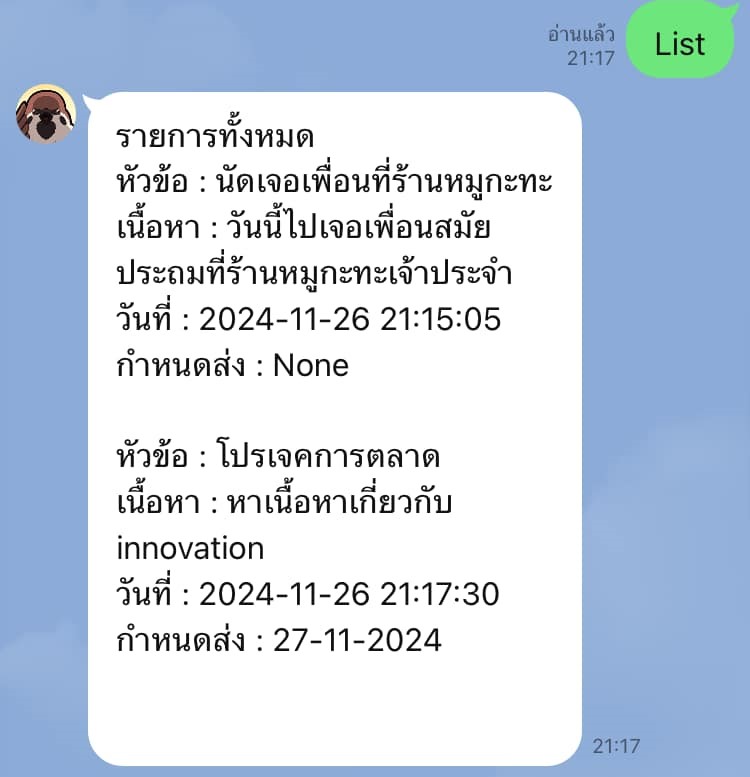 อ่านแล้ว
21:17
List
รายการทั้งหมด
หัวข้อ : นัดเจอเพื่อนที่ร้านหมูกะทะ
เนื้อหา : วันนี้ไปเจอเพื่อนสมัย
ประถมที่ร้านหมูกะทะเจ้าประจำ
วันที่ : 2024-11-26 21:15:05
กำหนดส่ง : None
หัวข้อ : โปรเจคการตลาด
เนื้อหา : หาเนื้อหาเกี่ยวกับ
innovation
วันที่ : 2024-11-26 21:17:30
กำหนดส่ง : 27-11-2024
21:17